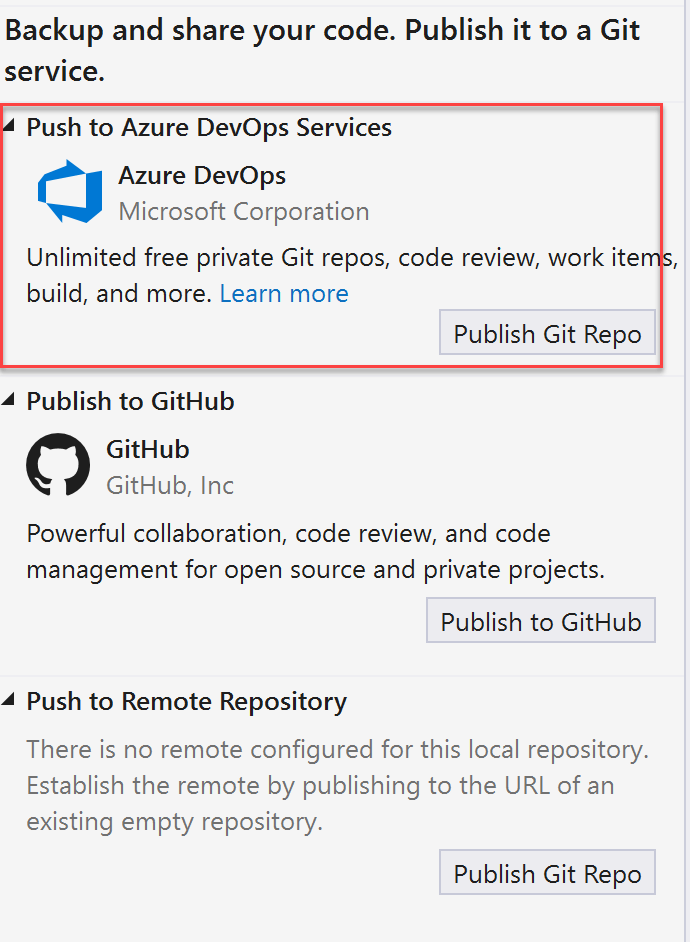 Backup and share your code. Publish it to a Git
service.
Push to Azure DevOps Services
Azure DevOps
Microsoft Corporation
Unlimited free private Git repos, code review, work items,
build, and more. Learn more
Publish Git Repo
Publish to GitHub
GitHub
GitHub, Inc
Powerful collaboration, code review, and code
management for open source and private projects.
Publish to GitHub
Push to Remote Repository
There is no remote configured for this local repository.
Establish the remote by publishing to the URL of an
existing empty repository.
Publish Git Repo